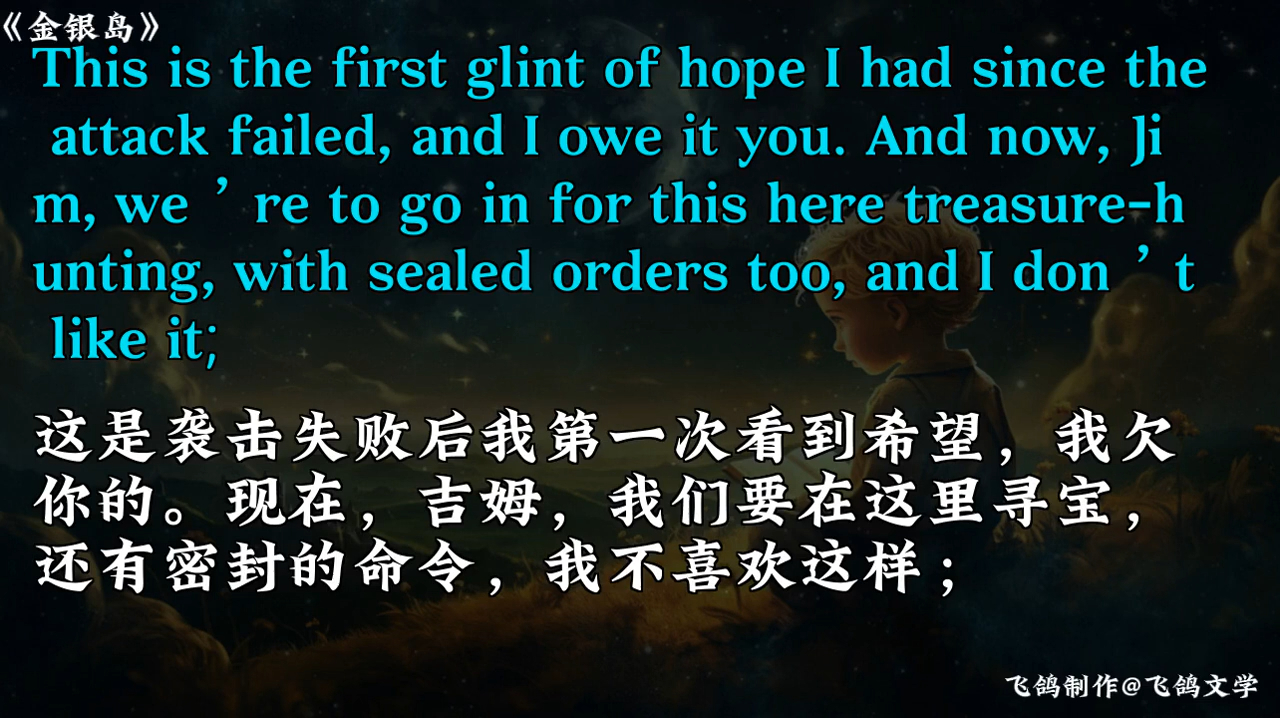 《金银岛》
This is the first glint of hope I had since the
attack failed, and I owe it you. And now, Ji
m, we ’ re to go in for this here treasure-h
unting, with sealed orders too, and I don ’ t
like it;
这是袭击失败后我第一次看到希望，我欠
你的。现在，吉姆，我们要在这里寻宝，
还有密封的命令，我不喜欢这样；
飞鸽制作@飞鸽文学